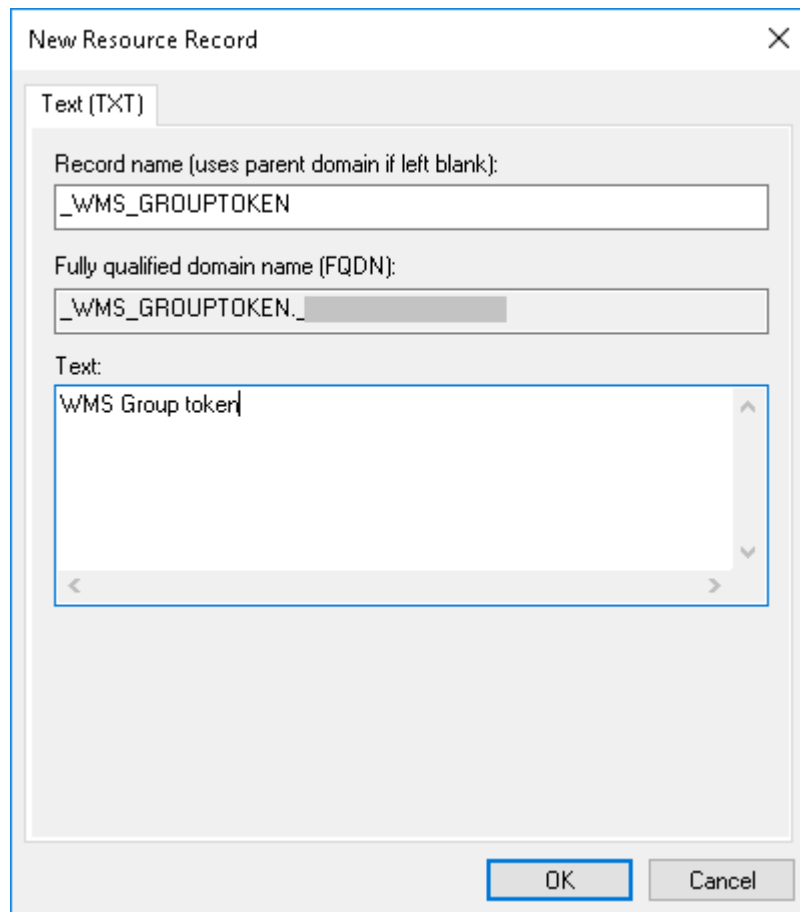 New Resource Record
Text (TXT)
Record name (uses parent domain if left blank):
_WMS_GROUPTOKEN
Fully qualified domain name (FQDN):
_WMS_GROUPTOKEN._
Text:
WMS Group token
OK Cancel